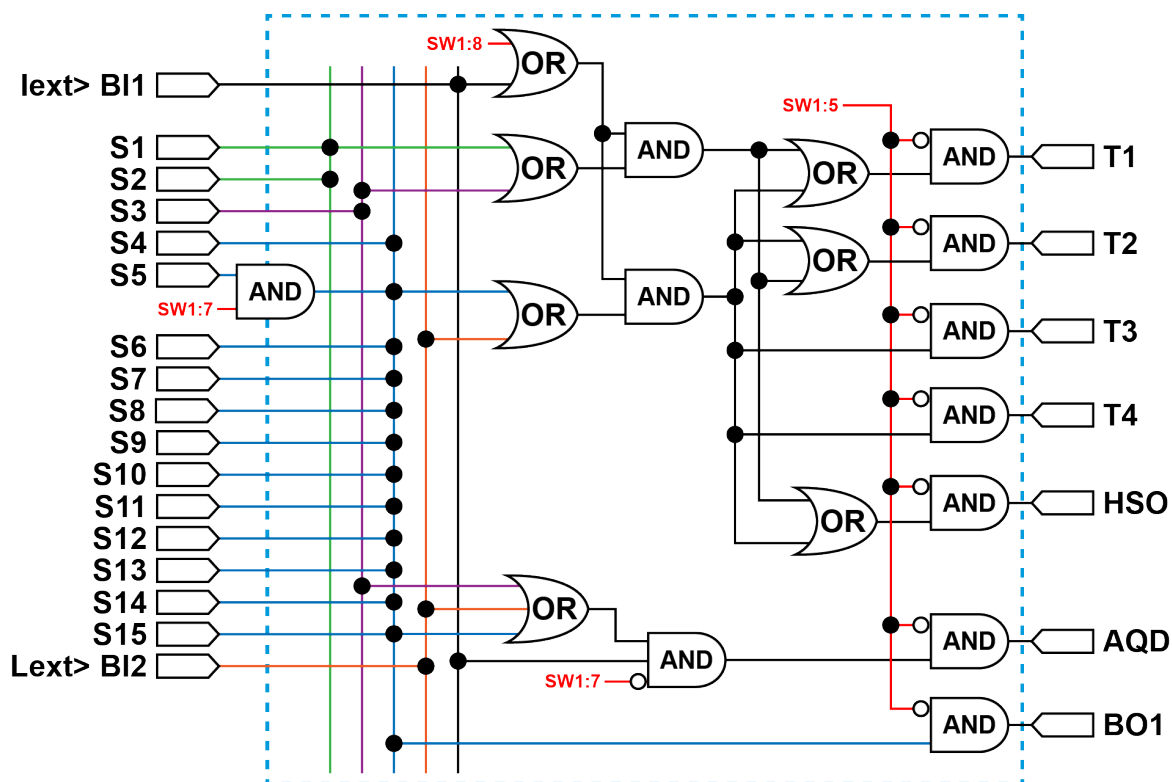 SW1:8
OR
Iext> BI1
SW1:5
S1
OR
AND
AND
T1
S2
OR
S3
S4
AND
T2
OR
S5
AND
SW1:7
AND
OR
AND
T3
S6
S7
S8
AND
T4
S9
S10
S11
AND
HSO
OR
S12
S13
S14
OR
S15
AND
AQD
Lext> BI2
AND
SW1:7
AND
BO1